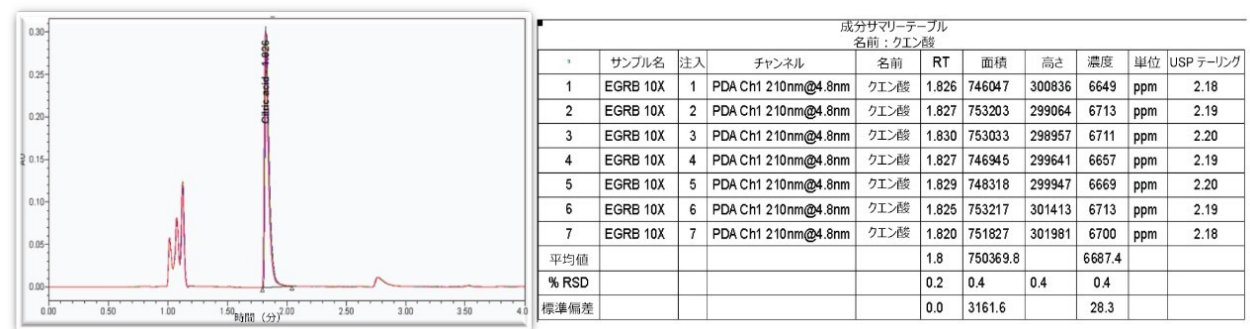 0.30
0.25
0.20
0.15
0.10
0.05
0.00
AU
Citric acid - 1.826
0.00 0.50 1.00 1.50 2.00 2.50 3.00 3.50 4.0
時間（分）
成分サマリーテーブル
名前：クエン酸
サンプル名 注入 チャンネル 名前 RT 面積 高さ 濃度 単位 USP テーリング
1 EGRB 10X 1 PDA Ch1 210nm@4.8nm クエン酸 1.826 746047 300836 6649 ppm 2.18
2 EGRB 10X 2 PDA Ch1 210nm@4.8nm クエン酸 1.827 753203 299064 6713 ppm 2.19
3 EGRB 10X 3 PDA Ch1 210nm@4.8nm クエン酸 1.830 753033 298957 6711 ppm 2.20
4 EGRB 10X 4 PDA Ch1 210nm@4.8nm クエン酸 1.827 746945 299641 6657 ppm 2.19
5 EGRB 10X 5 PDA Ch1 210nm@4.8nm クエン酸 1.829 748318 299947 6669 ppm 2.20
6 EGRB 10X 6 PDA Ch1 210nm@4.8nm クエン酸 1.825 753217 301413 6713 ppm 2.19
7 EGRB 10X 7 PDA Ch1 210nm@4.8nm クエン酸 1.820 751827 301981 6700 ppm 2.18
平均値 1.8 750369.8 6687.4
% RSD 0.2 0.4 0.4 0.4
標準偏差 0.0 3161.6 28.3